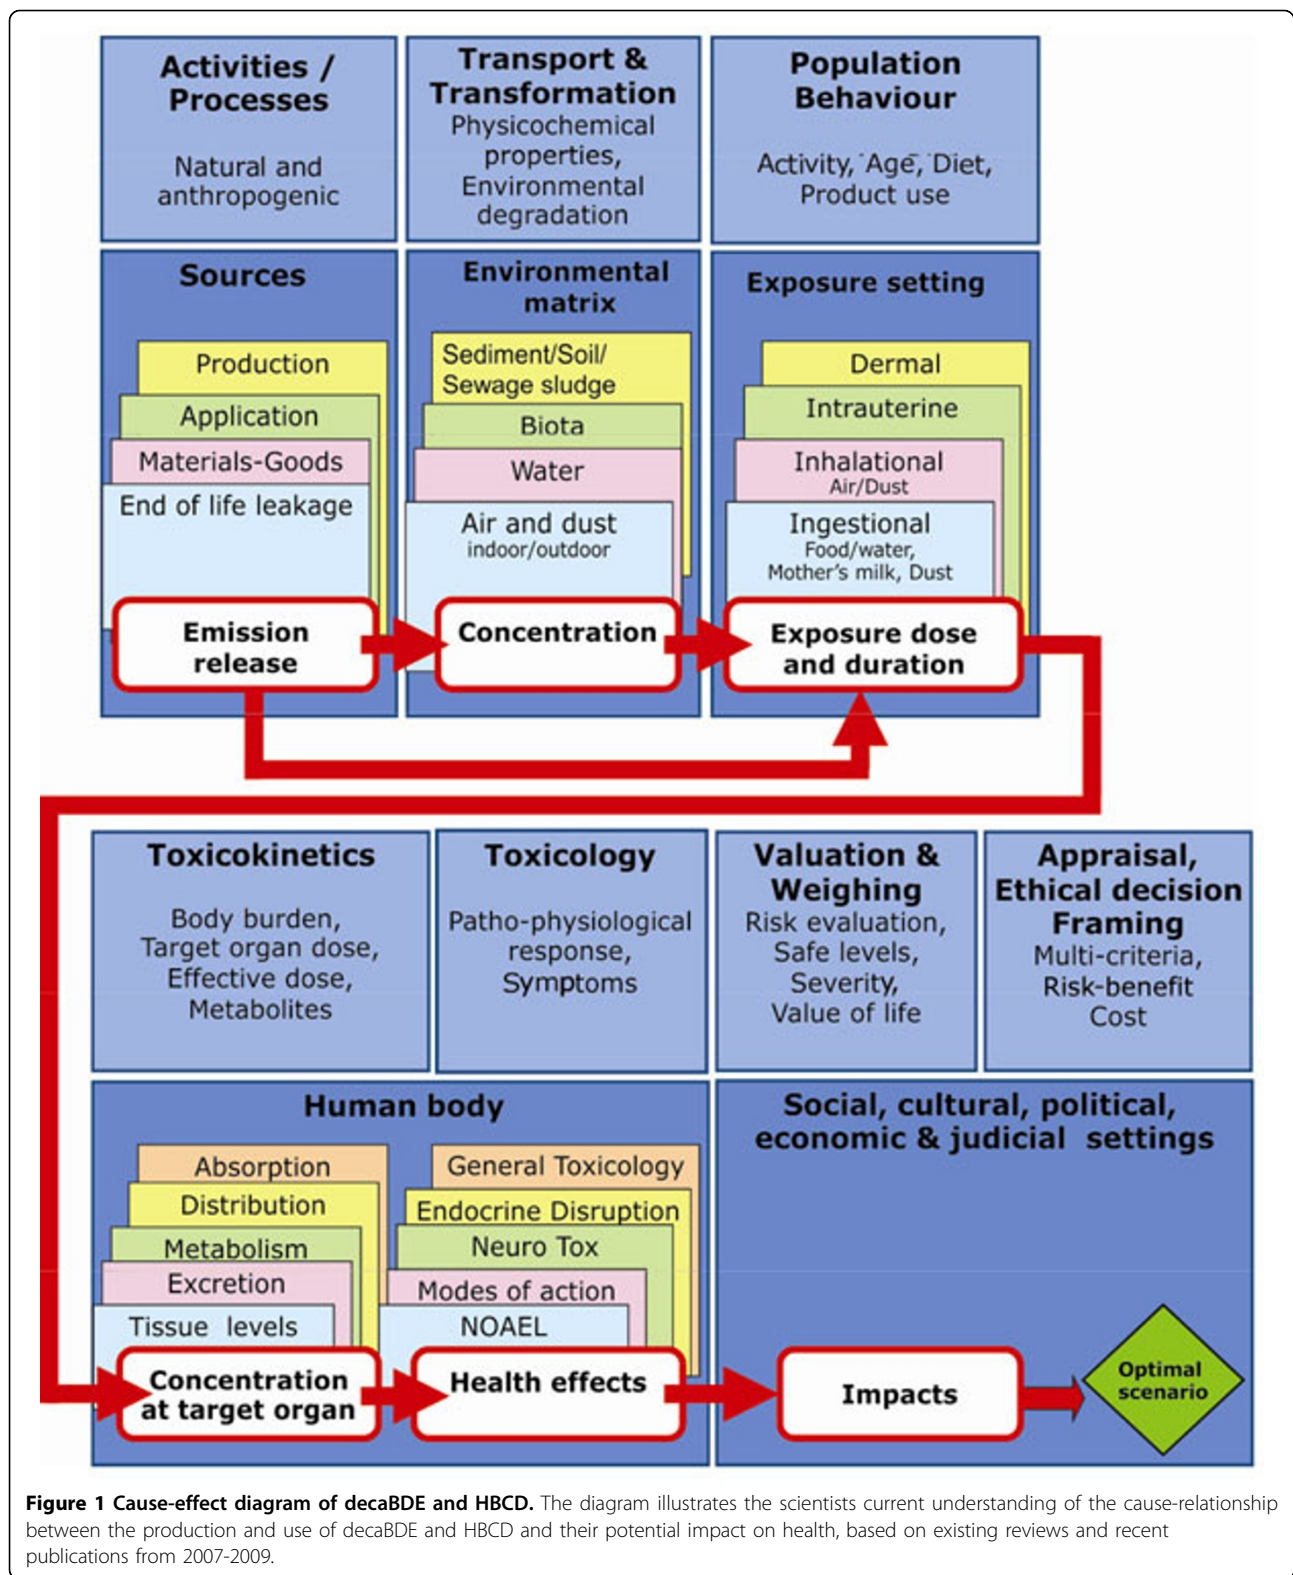 Activities /
Processes
Natural and
anthropogenic
Transport &
Transformation
Physicochemical
properties,
Environmental
degradation
Population
Behaviour
Activity, Age, Diet,
Product use
Sources
Production
Application
Materials-Goods
End of life leakage
Emission
release
Environmental
matrix
Sediment/Soil/
Sewage sludge
Biota
Water
Air and dust
indoor/outdoor
Concentration
Exposure setting
Dermal
Intrauterine
Inhalational
Air/Dust
Ingestional
Food/water,
Mother's milk, Dust
Exposure dose
and duration
Toxicokinetics
Body burden,
Target organ dose,
Effective dose,
Metabolites
Toxicology
Patho-physiological
response,
Symptoms
Valuation &
Weighing
Risk evaluation,
Safe levels,
Severity,
Value of life
Appraisal,
Ethical decision
Framing
Multi-criteria,
Risk-benefit
Cost
Human body
Absorption
Distribution
Metabolism
Excretion
Tissue levels
Concentration
at target organ
General Toxicology
Endocrine Disruption
Neuro Tox
Modes of action
NOAEL
Health effects
Social, cultural, political,
economic & judicial settings
Impacts
Optimal
scenario
Figure 1 Cause-effect diagram of decaBDE and HBCD. The diagram illustrates the scientists current understanding of the cause-relationship
between the production and use of decaBDE and HBCD and their potential impact on health, based on existing reviews and recent
publications from 2007-2009.